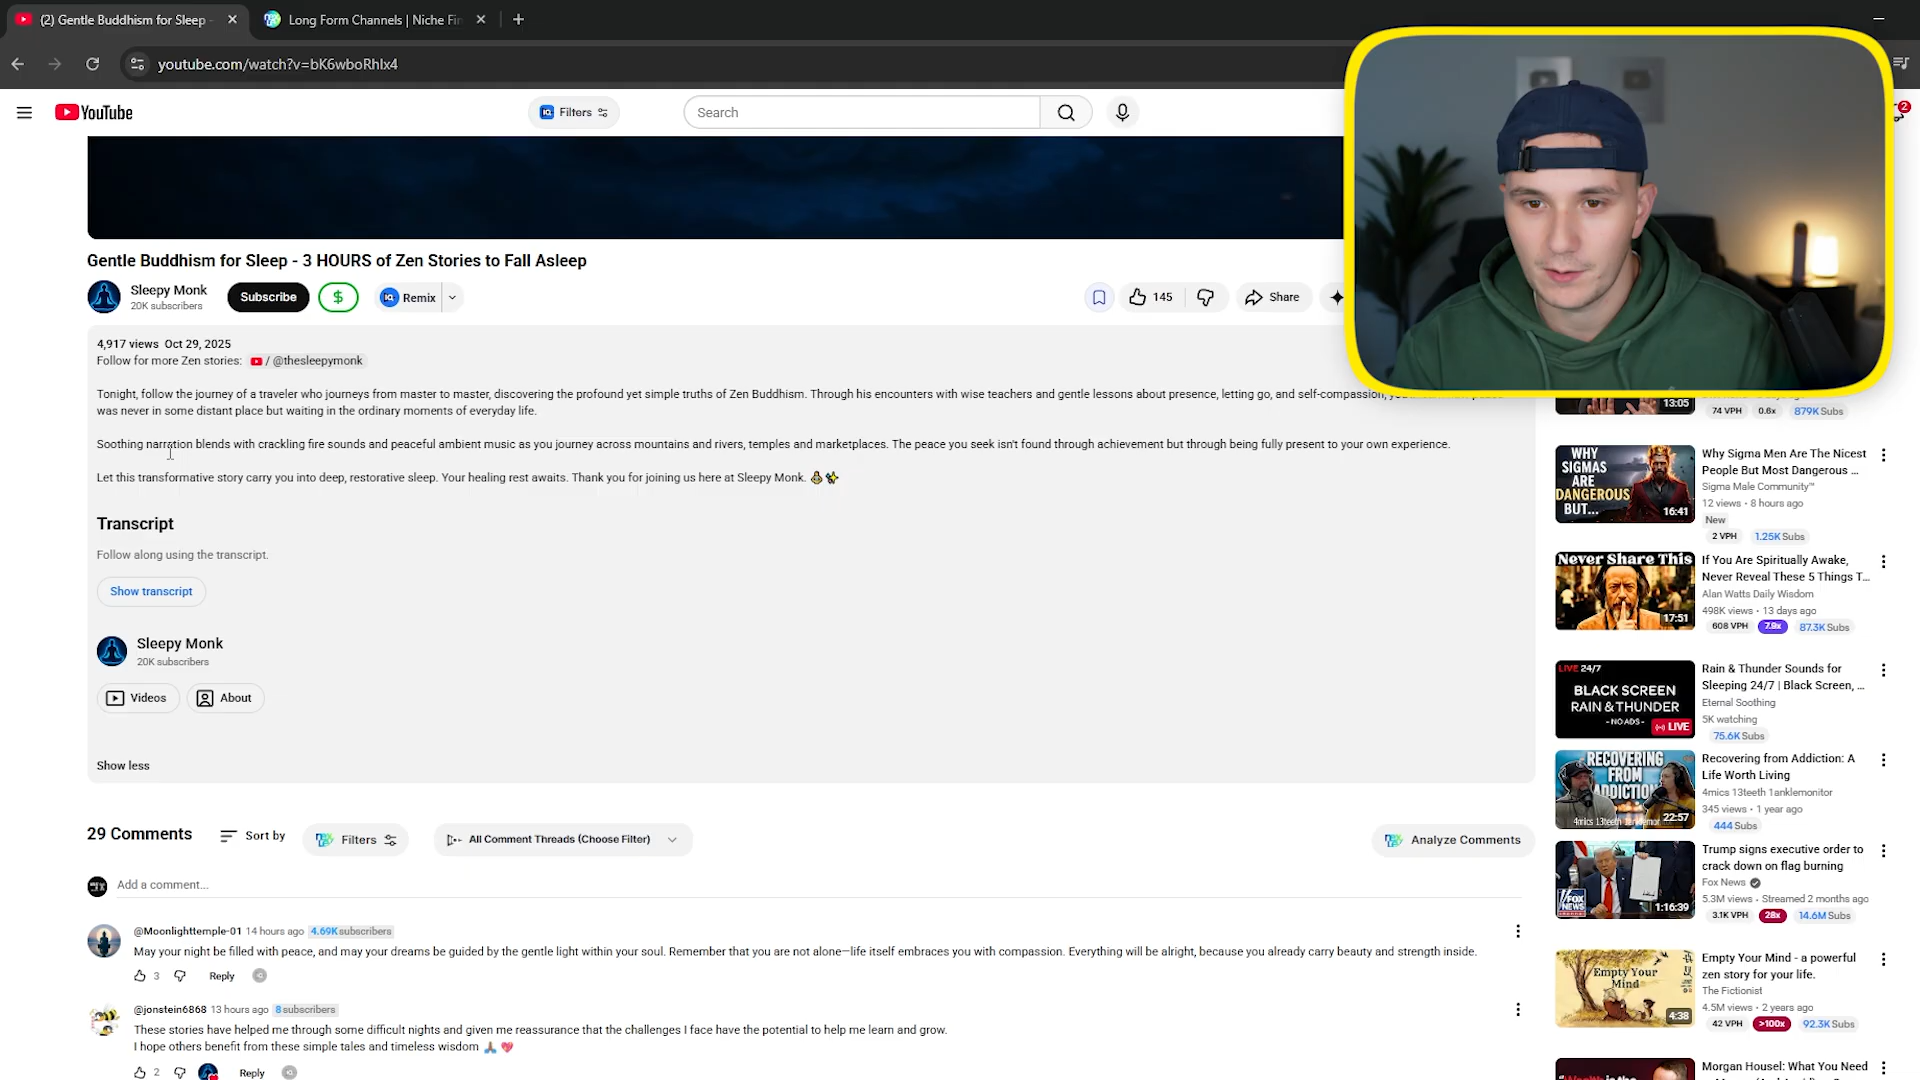 (2) Gentle Buddhism for Sleep -
Long Form Channels | Niche Fin
youtube.com/watch?v=bK6wboRhIx4
YouTube
Filters
Search
2
Gentle Buddhism for Sleep - 3 HOURS of Zen Stories to Fall Asleep
Sleepy Monk
20K subscribers
Subscribe
$
Remix
145
Share
4,917 views Oct 29, 2025
Follow for more Zen stories: / @thesleepymonk
Tonight, follow the journey of a traveler who journeys from master to master, discovering the profound yet simple truths of Zen Buddhism. Through his encounters with wise teachers and gentle lessons about presence, letting go, and self-compassion,
was never in some distant place but waiting in the ordinary moments of everyday life.
Soothing narration blends with crackling fire sounds and peaceful ambient music as you journey across mountains and rivers, temples and marketplaces. The peace you seek isn't found through achievement but through being fully present to your own experience.
Let this transformative story carry you into deep, restorative sleep. Your healing rest awaits. Thank you for joining us here at Sleepy Monk.
Transcript
Follow along using the transcript.
Show transcript
Sleepy Monk
20K subscribers
Videos
About
Show less
29 Comments
Sort by
Filters
All Comment Threads (Choose Filter)
Analyze Comments
Add a comment...
@Moonlighttemple-01 14 hours ago 4.69K subscribers
May your night be filled with peace, and may your dreams be guided by the gentle light within your soul. Remember that you are not alone—life itself embraces you with compassion. Everything will be alright, because you already carry beauty and strength inside.
3
Reply
@jonstein6868 13 hours ago 8 subscribers
These stories have helped me through some difficult nights and given me reassurance that the challenges I face have the potential to help me learn and grow.
I hope others benefit from these simple tales and timeless wisdom
2
Reply
13:05
74 VPH 0.6x 879K Subs
WHY
SIGMAS
ARE
DANGEROUS
BUT...
16:41
Why Sigma Men Are The Nicest
People But Most Dangerous ...
Sigma Male Community™
12 views • 8 hours ago
New
2 VPH 1.25K Subs
Never Share This
17:51
If You Are Spiritually Awake,
Never Reveal These 5 Things T...
Alan Watts Daily Wisdom
498K views • 13 days ago
608 VPH 7.8x 87.3K Subs
LIVE 24/7
BLACK SCREEN
RAIN & THUNDER
- NO ADS -
LIVE
Rain & Thunder Sounds for
Sleeping 24/7 | Black Screen, ...
Eternal Soothing
5K watching
75.6K Subs
RECOVERING
FROM
ADDICTION
4mics 13teeth 1anklemonitor
22:57
Recovering from Addiction: A
Life Worth Living
4mics 13teeth 1anklemonitor
345 views • 1 year ago
444 Subs
FOX
NEWS
1:16:39
Trump signs executive order to
crack down on flag burning
Fox News
5.3M views • Streamed 2 months ago
3.1K VPH 28x 14.6M Subs
Empty Your
Mind
4:38
Empty Your Mind - a powerful
zen story for your life.
The Fictionist
4.5M views • 2 years ago
42 VPH >100x 92.3K Subs
Morgan Housel: What You Need